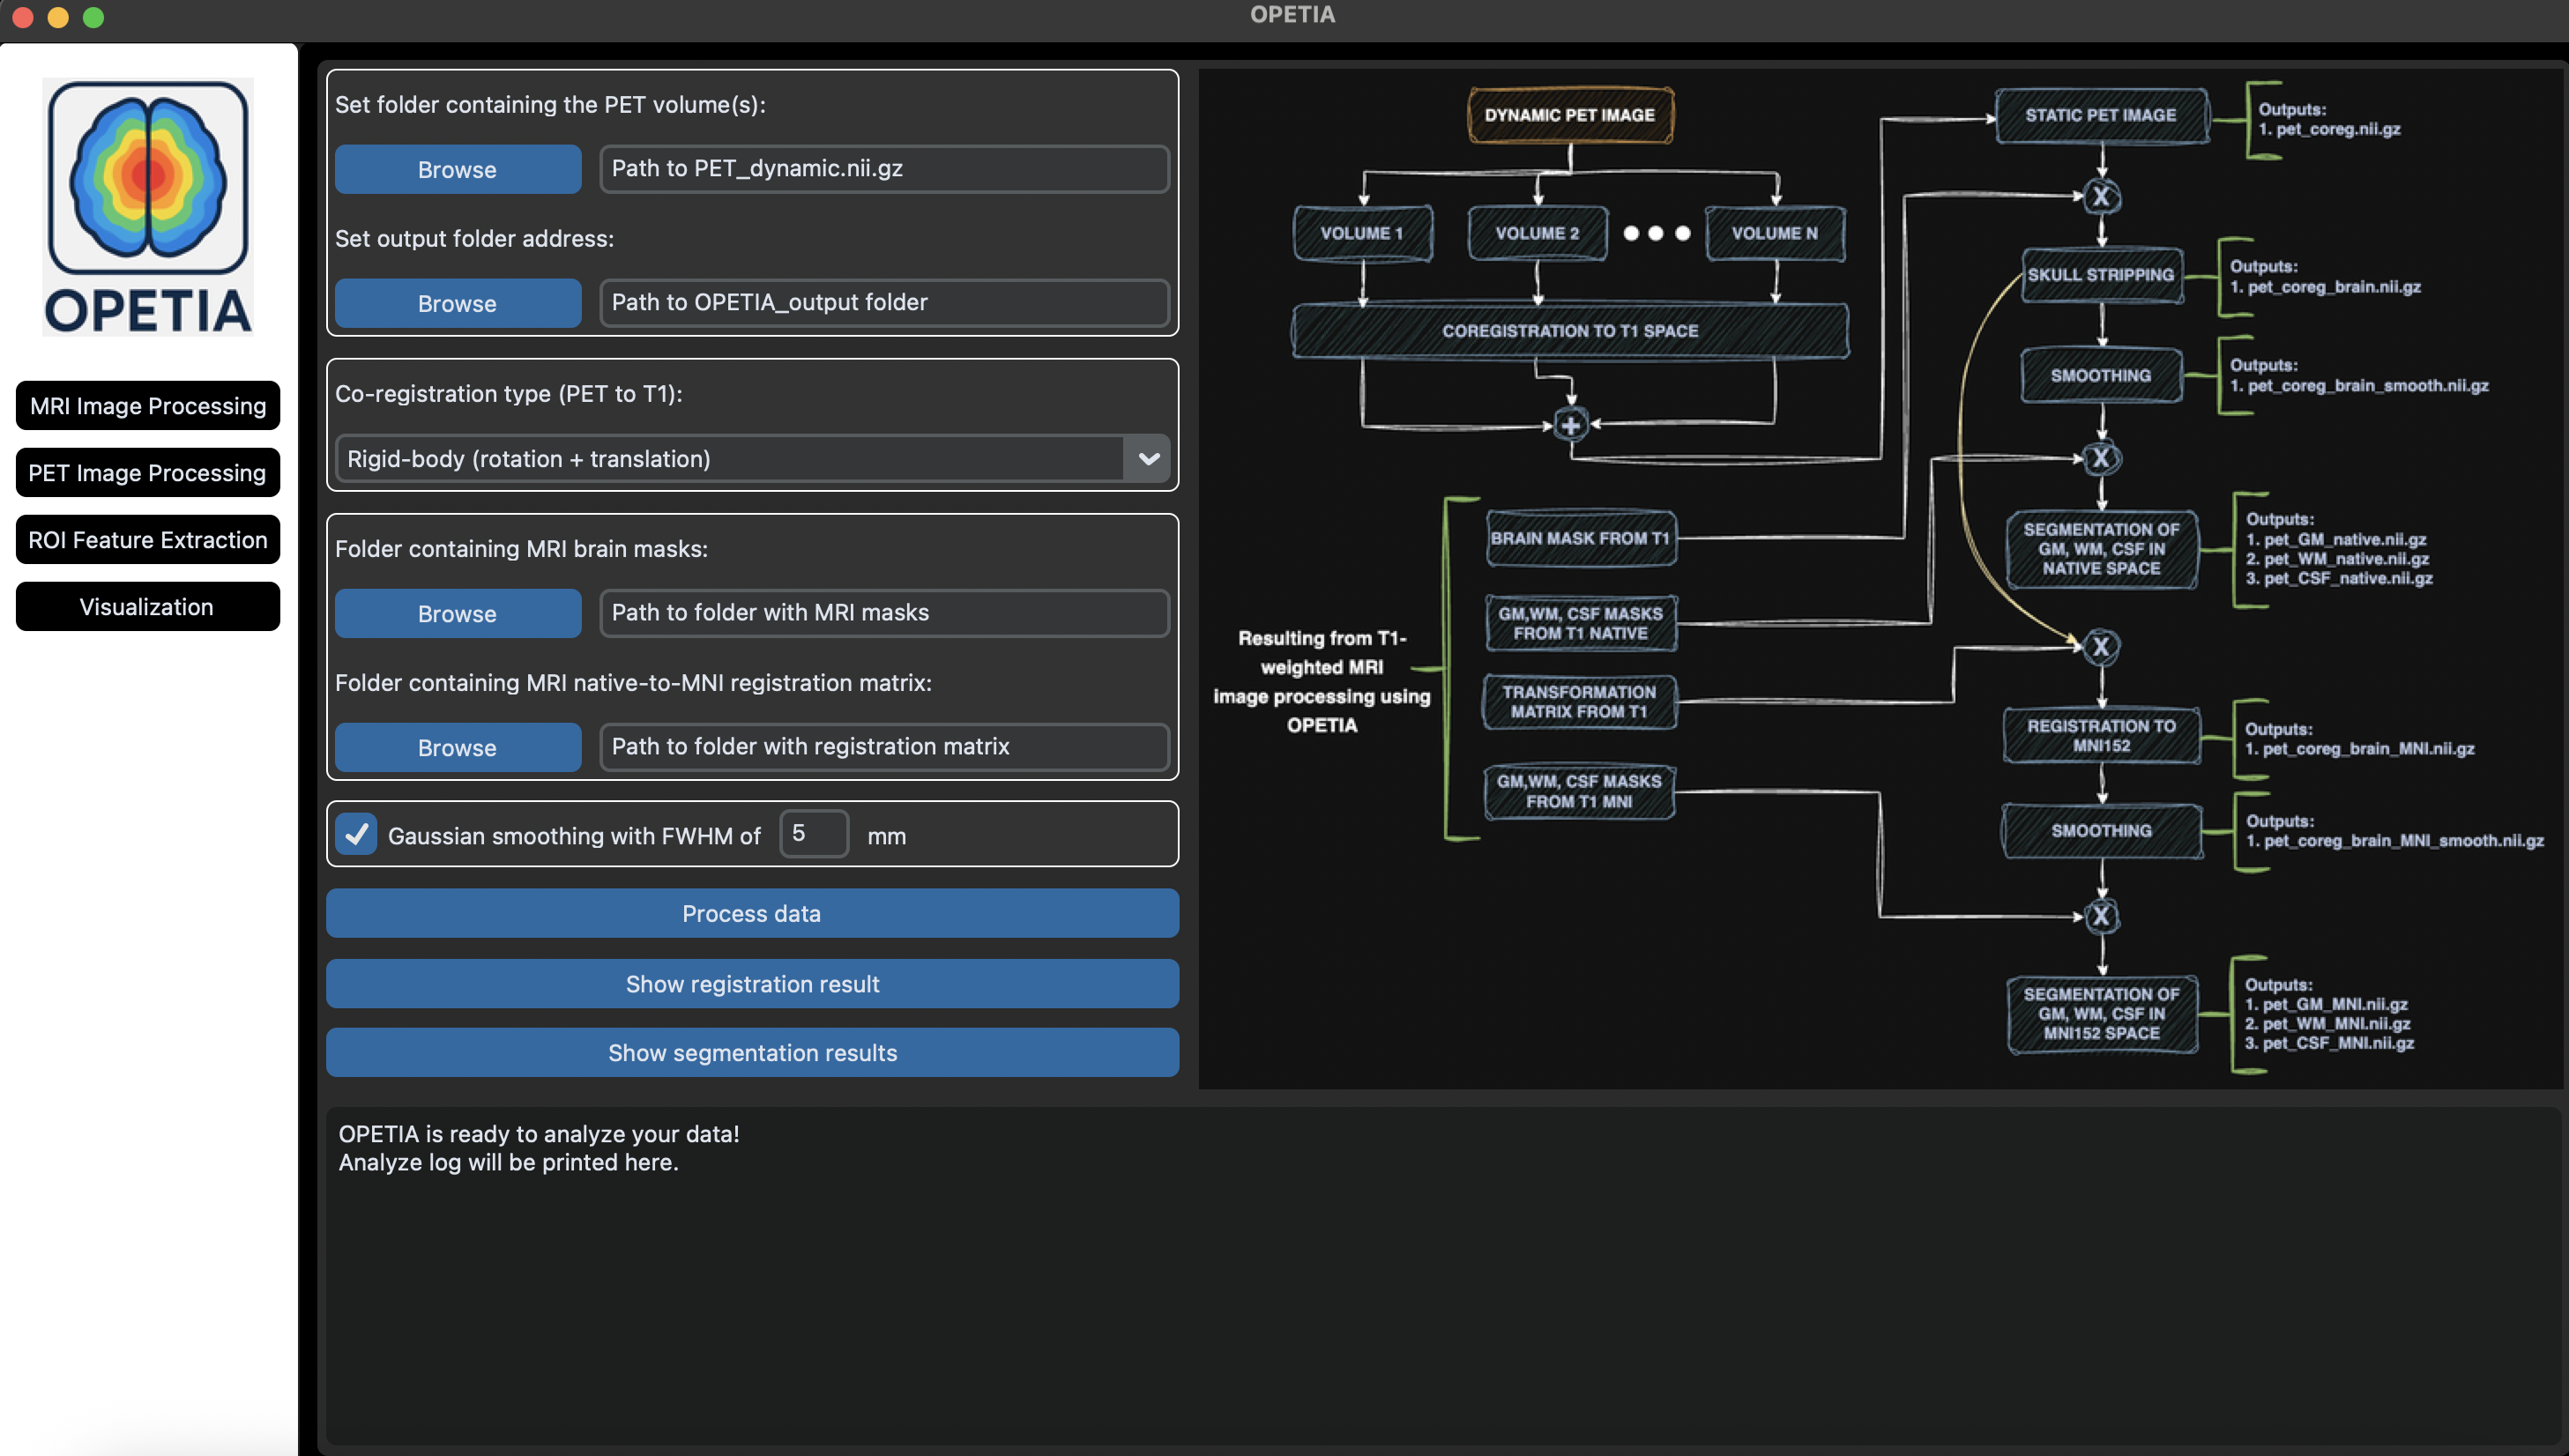 OPETIA
OPETIA
MRI Image Processing
PET Image Processing
ROI Feature Extraction
Visualization
Set folder containing the PET volume(s):
Browse
Path to PET_dynamic.nii.gz
Set output folder address:
Browse
Path to OPETIA_output folder
Co-registration type (PET to T1):
Rigid-body (rotation + translation)
Folder containing MRI brain masks:
Browse
Path to folder with MRI masks
Folder containing MRI native-to-MNI registration matrix:
Browse
Path to folder with registration matrix
Gaussian smoothing with FWHM of 5 mm
Process data
Show registration result
Show segmentation results
DYNAMIC PET IMAGE
VOLUME 1
VOLUME 2
VOLUME N
COREGISTRATION TO T1 SPACE
+
Resulting from T1-
weighted MRI
image processing using
OPETIA
BRAIN MASK FROM T1
GM,WM, CSF MASKS
FROM T1 NATIVE
TRANSFORMATION
MATRIX FROM T1
GM,WM, CSF MASKS
FROM T1 MNI
STATIC PET IMAGE
Outputs:
1. pet_coreg.nii.gz
X
SKULL STRIPPING
Outputs:
1. pet_coreg_brain.nii.gz
SMOOTHING
Outputs:
1. pet_coreg_brain_smooth.nii.gz
X
SEGMENTATION OF
GM, WM, CSF IN
NATIVE SPACE
Outputs:
1. pet_GM_native.nii.gz
2. pet_WM_native.nii.gz
3. pet_CSF_native.nii.gz
X
REGISTRATION TO
MNI152
Outputs:
1. pet_coreg_brain_MNI.nii.gz
SMOOTHING
Outputs:
1. pet_coreg_brain_MNI_smooth.nii.gz
X
SEGMENTATION OF
GM, WM, CSF IN
MNI152 SPACE
Outputs:
1. pet_GM_MNI.nii.gz
2. pet_WM_MNI.nii.gz
3. pet_CSF_MNI.nii.gz
OPETIA is ready to analyze your data!
Analyze log will be printed here.